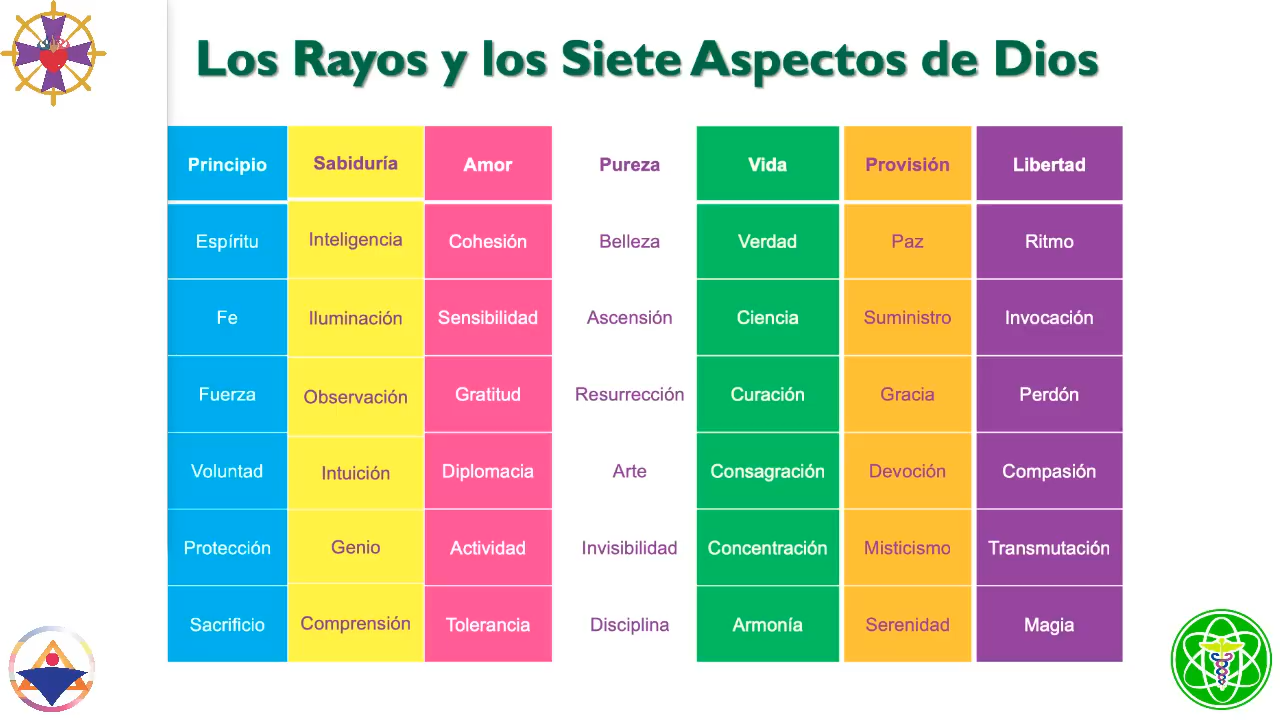 Los Rayos y los Siete Aspectos de Dios
Principio Sabiduría Amor Pureza Vida Provisión Libertad
Espíritu Inteligencia Cohesión Belleza Verdad Paz Ritmo
Fe Iluminación Sensibilidad Ascensión Ciencia Suministro Invocación
Fuerza Observación Gratitud Resurrección Curación Gracia Perdón
Voluntad Intuición Diplomacia Arte Consagración Devoción Compasión
Protección Genio Actividad Invisibilidad Concentración Misticismo Transmutación
Sacrificio Comprensión Tolerancia Disciplina Armonía Serenidad Magia